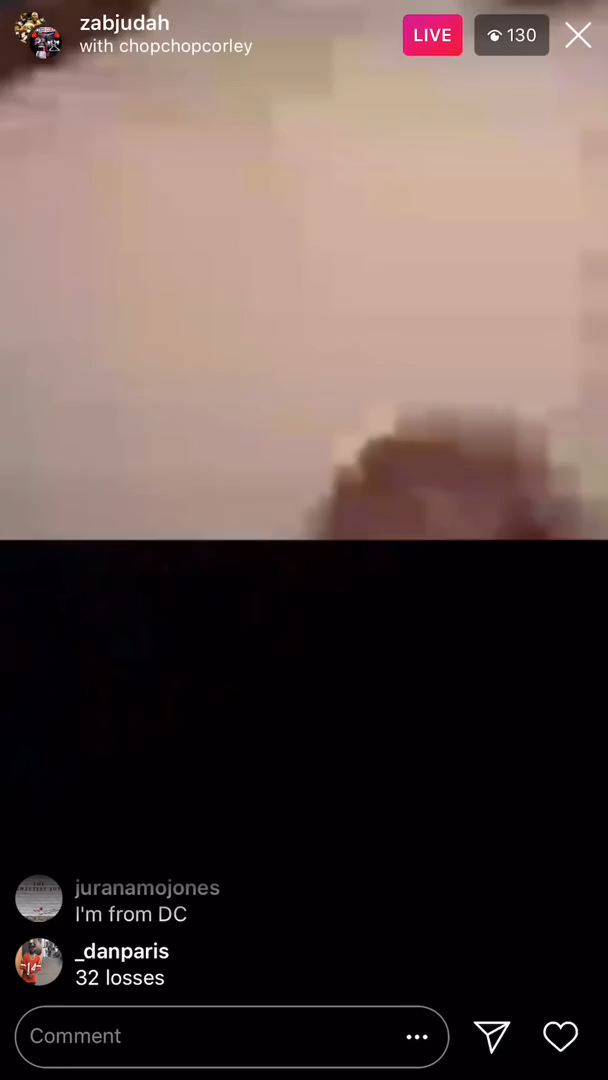 zabjudah
with chopchopcorley
LIVE
130
juranamojones
I'm from DC
_danparis
32 losses
Comment